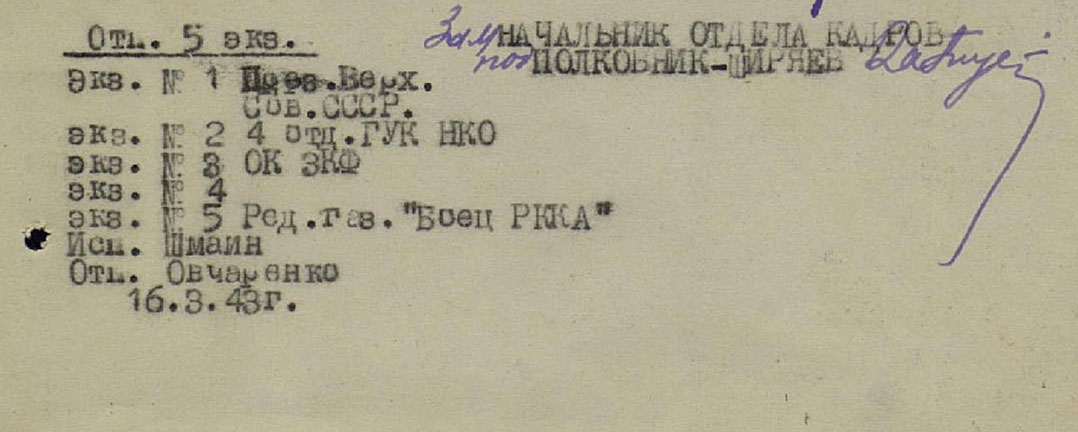 Отп. 5 экз.
экз. № 1 През.Верх.
Сов.СССР.
экз. № 2 4 отд.ГУК НКО
экз. № 3 ОК ЗКФ
экз. № 4
экз. № 5 Ред.газ."Боец РККА"
Исп. Шмаин
Отп. Овчаренко
16.3.43г.
Зам НАЧАЛЬНИК ОТДЕЛА КАДРОВ
под ПОЛКОВНИК-ШИРЯЕВ